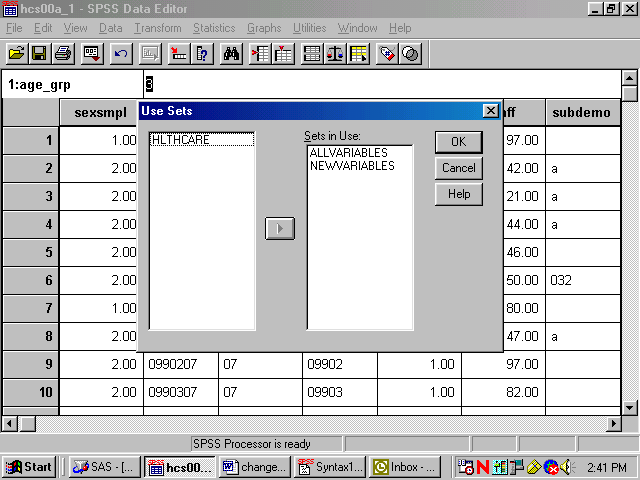 hcs00a_1 - SPSS Data Editor
File Edit View Data Transform Statistics Graphs Utilities Window Help
1:age_grp 3
Use Sets
HLTHCARE
Sets in Use:
ALLVARIABLES
NEWVARIABLES
OK
Cancel
Help
sexsmpl aff subdemo
1 1.00 97.00
2 2.00 42.00 a
3 2.00 21.00 a
4 2.00 44.00 a
5 2.00 46.00
6 2.00 50.00 032
7 1.00 80.00
8 2.00 47.00 a
9 2.00 0990207 07 09902 1.00 97.00
10 2.00 0990307 07 09903 1.00 82.00
SPSS Processor is ready
Start SAS - [... hcs00... change... Syntax1... Inbox - ... 2:41 PM